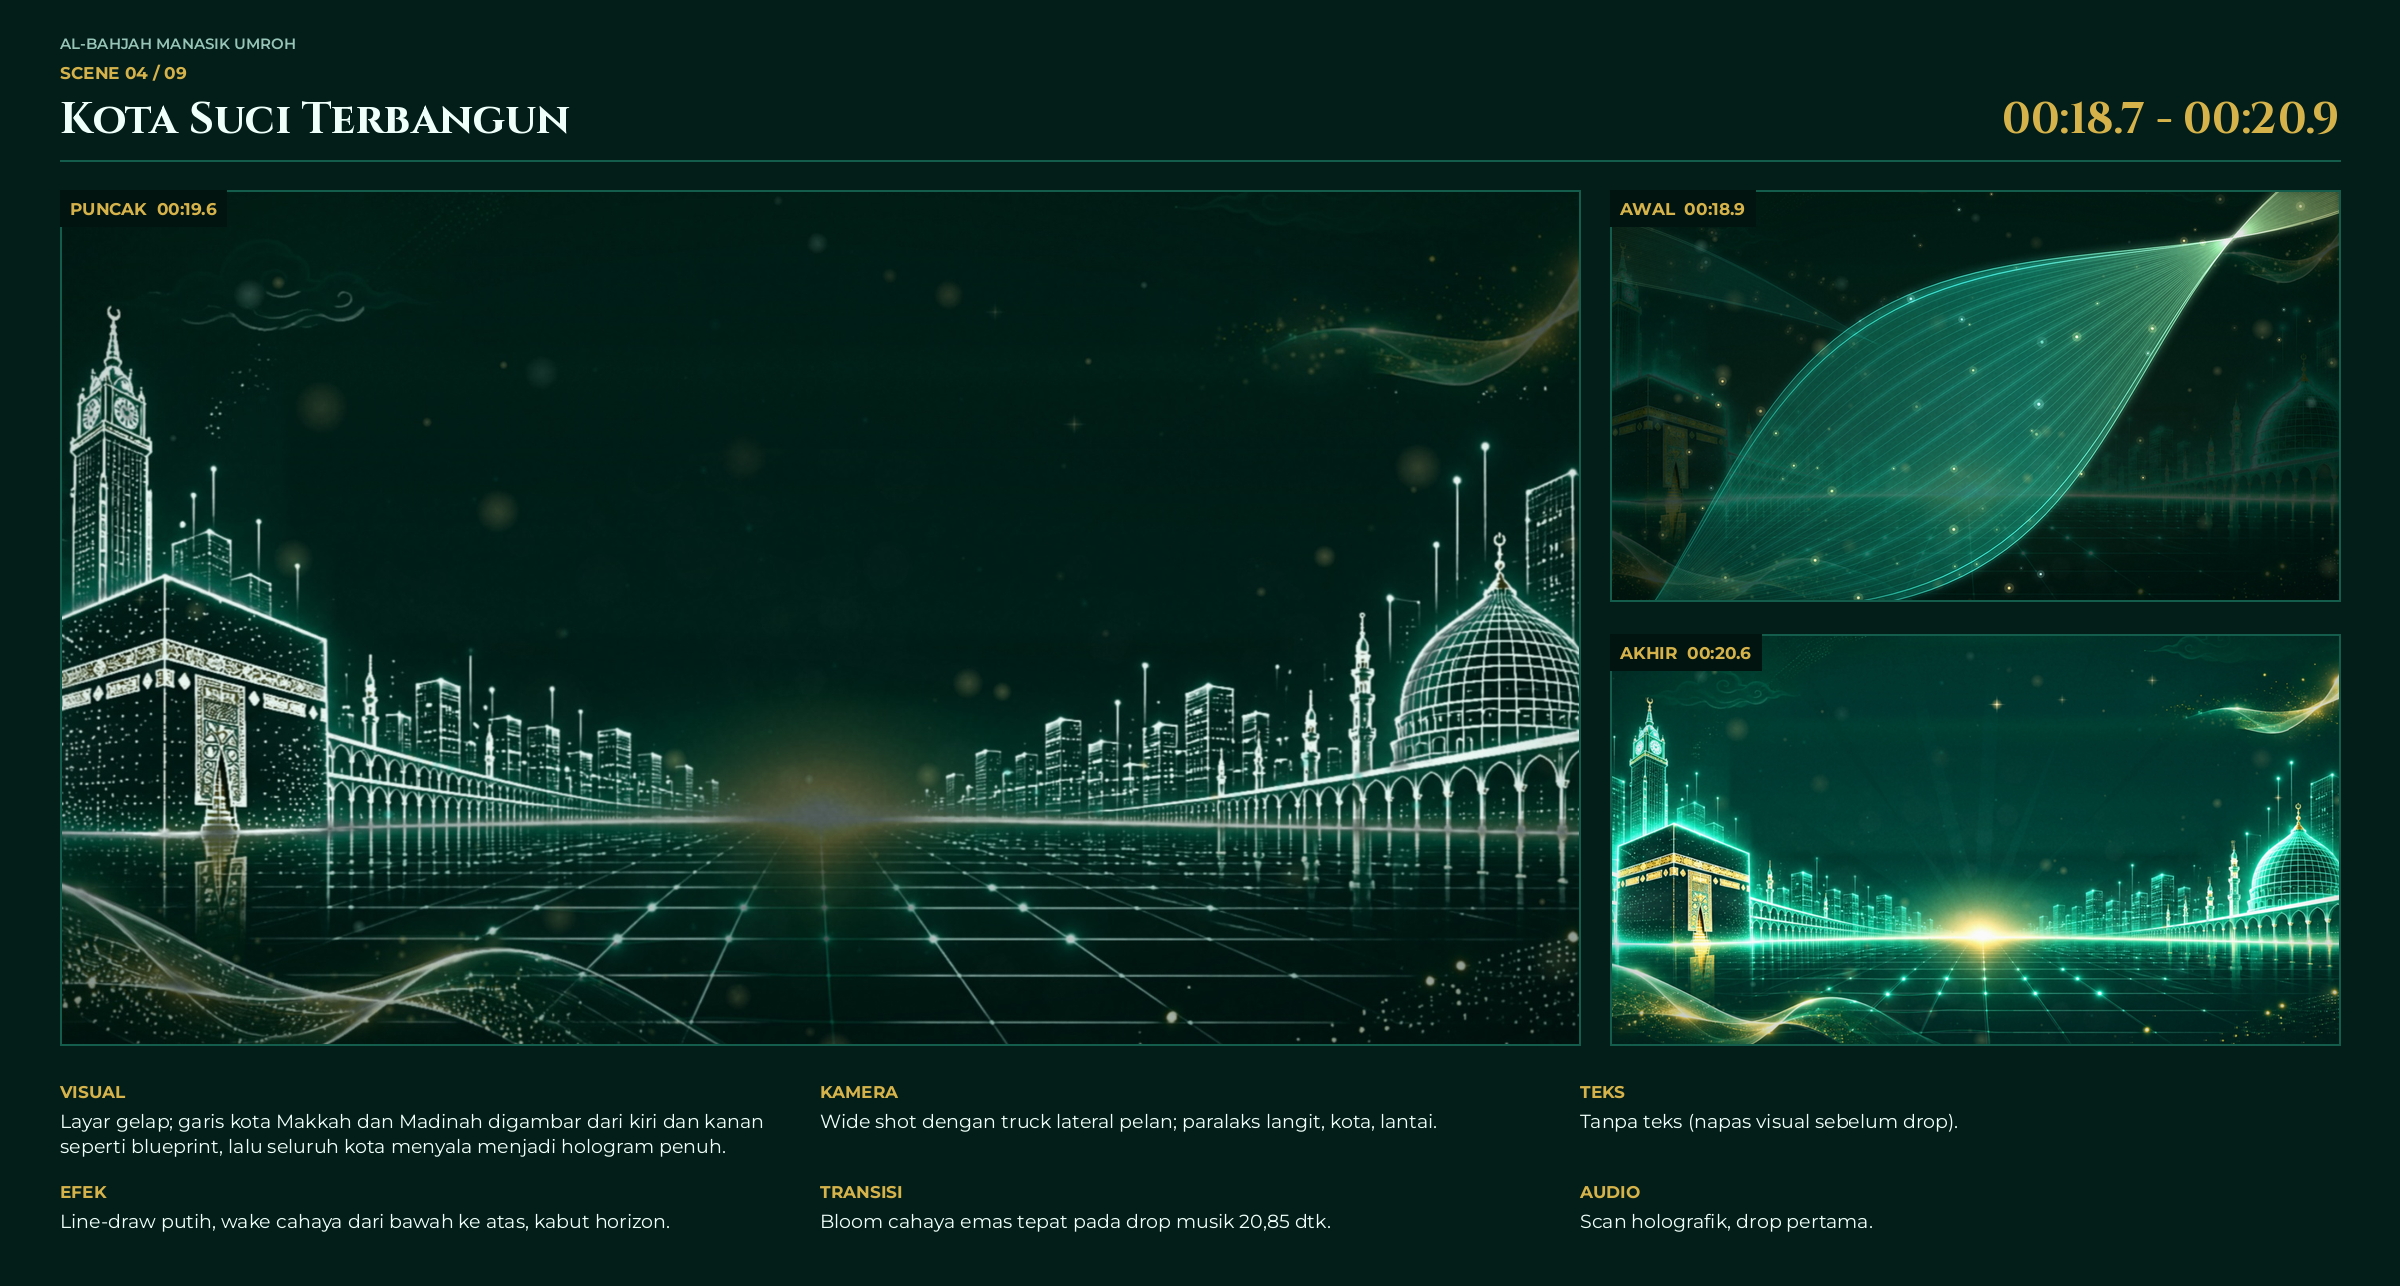 AL-BAHJAH MANASIK UMROH
SCENE 04 / 09
Kota Suci Terbangun
00:18.7 - 00:20.9
PUNCAK 00:19.6
AWAL 00:18.9
AKHIR 00:20.6
VISUAL
Layar gelap; garis kota Makkah dan Madinah digambar dari kiri dan kanan
seperti blueprint, lalu seluruh kota menyala menjadi hologram penuh.
KAMERA
Wide shot dengan truck lateral pelan; paralaks langit, kota, lantai.
TEKS
Tanpa teks (napas visual sebelum drop).
EFEK
Line-draw putih, wake cahaya dari bawah ke atas, kabut horizon.
TRANSISI
Bloom cahaya emas tepat pada drop musik 20,85 dtk.
AUDIO
Scan holografik, drop pertama.